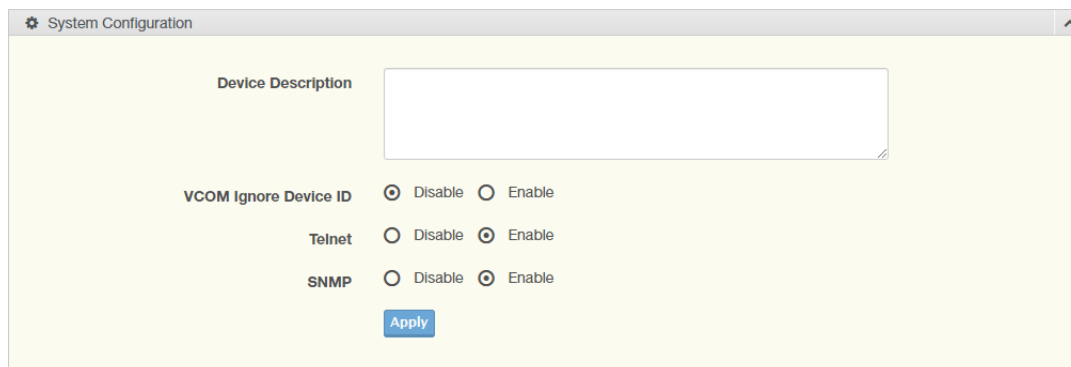 System Configuration
Device Description
VCOM Ignore Device ID Disable Enable
Telnet Disable Enable
SNMP Disable Enable
Apply